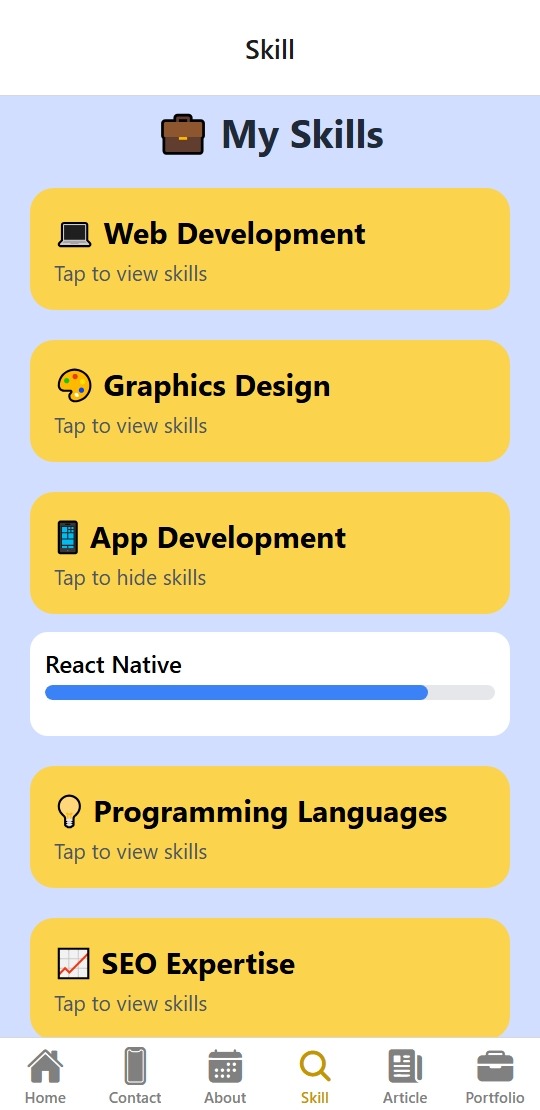 Skill
My Skills
Web Development
Tap to view skills
Graphics Design
Tap to view skills
App Development
Tap to hide skills
React Native
Programming Languages
Tap to view skills
SEO Expertise
Tap to view skills
Home Contact About Skill Article Portfolio